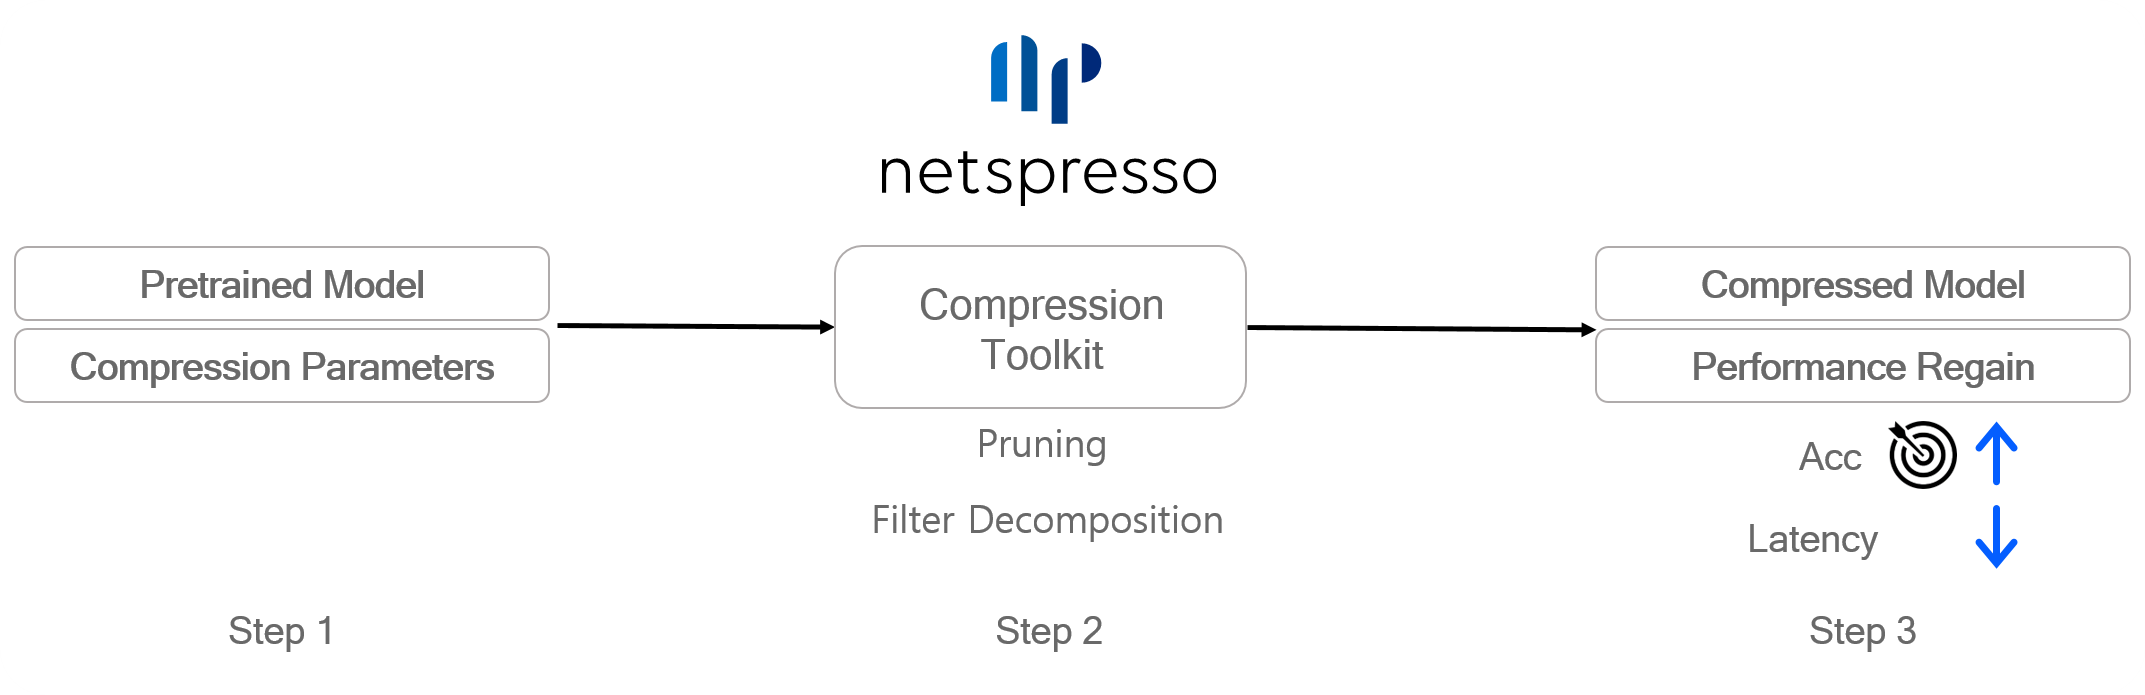 netspresso
Pretrained Model
Compression Parameters
Compression
Toolkit
Pruning
Filter Decomposition
Compressed Model
Performance Regain
Acc
Latency
Step 1
Step 2
Step 3